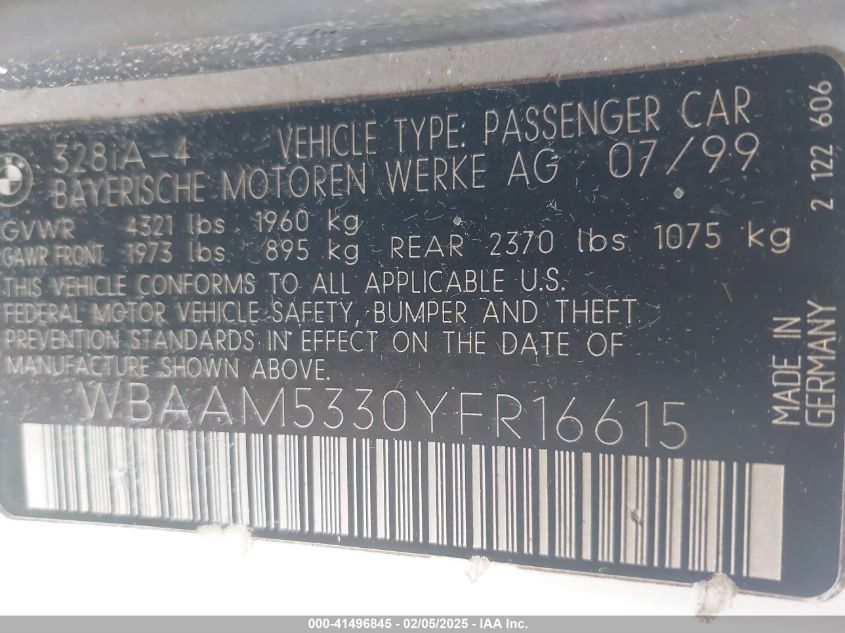 328iA-4 VEHICLE TYPE: PASSENGER CAR
BAYERISCHE MOTOREN WERKE AG 07/99
GVWR 4321 lbs 1960 kg
GAWR FRONT 1973 lbs 895 kg REAR 2370 lbs 1075 kg
THIS VEHICLE CONFORMS TO ALL APPLICABLE U.S.
FEDERAL MOTOR VEHICLE SAFETY, BUMPER AND THEFT
PREVENTION STANDARDS IN EFFECT ON THE DATE OF
MANUFACTURE SHOWN ABOVE.
WBAAM5330YFR16615
2 122 606
MADE IN
GERMANY
000-41496845 - 02/05/2025 - IAA Inc.